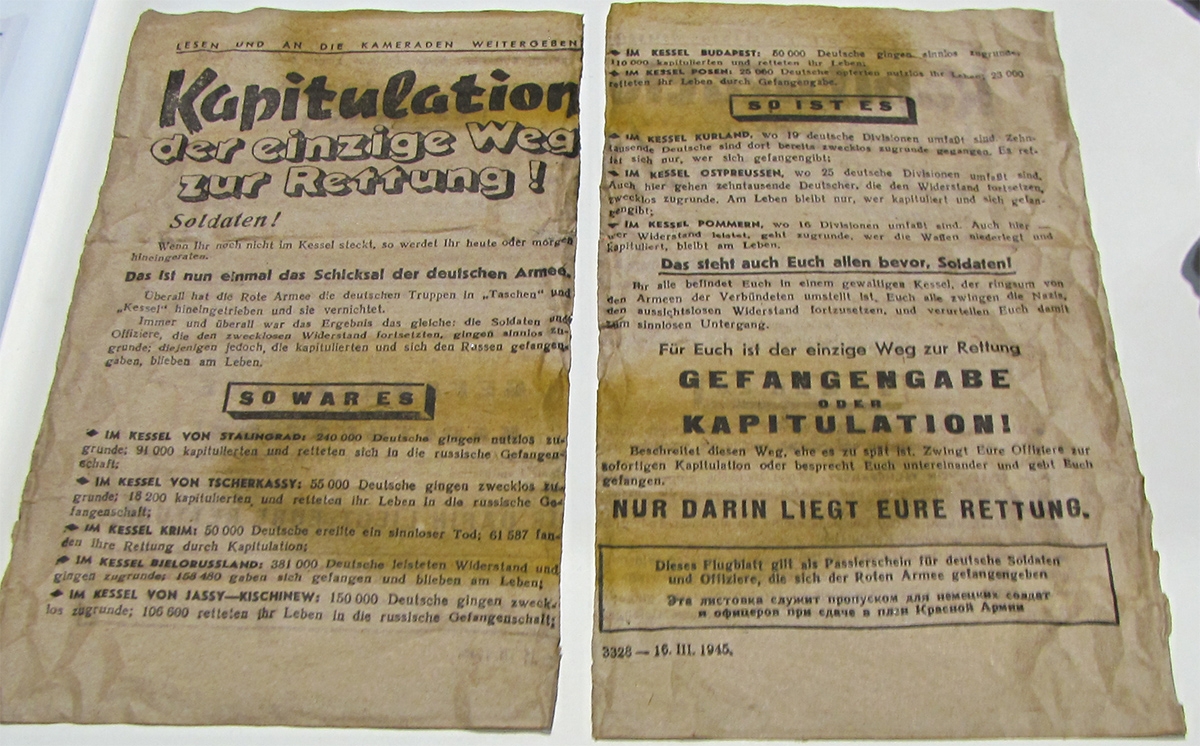 LESEN UND AN DIE KAMERADEN WEITERGEBEN
Kapitulation
der einzige Weg
zur Rettung !
Soldaten!
Wenn Ihr noch nicht im Kessel steckt, so werdet Ihr heute oder morgen
hineingeraten.
Das ist nun einmal das Schicksal der deutschen Armee.
Überall hat die Rote Armee die deutschen Truppen in „Taschen" und
„Kessel" hineingetrieben und sie vernichtet.
Immer und überall war das Ergebnis das gleiche: die Soldaten und
Offiziere, die den zwecklosen Widerstand fortsetzten, gingen sinnlos zu-
grunde; diejenigen jedoch, die kapitulierten und sich den Russen gefangen-
gaben, blieben am Leben.
SO WAR ES
◆ IM KESSEL VON STALINGRAD: 240 000 Deutsche gingen nutzlos zu-
grunde; 91 000 kapitulierten und retteten sich in die russische Gefangen-
schaft;
◆ IM KESSEL VON TSCHERKASSY: 55 000 Deutsche gingen zwecklos zu-
grunde; 18 200 kapitulierten und retteten ihr Leben in die russische Ge-
fangenschaft;
◆ IM KESSEL KRIM: 50 000 Deutsche ereilte ein sinnloser Tod; 61 587 fan-
den Ihre Rettung durch Kapitulation;
◆ IM KESSEL BJELORUSSLAND: 381 000 Deutsche leisteten Widerstand und
gingen zugrunde; 158 480 gaben sich gefangen und blieben am Leben;
◆ IM KESSEL VON JASSY—KISCHINEW: 150 000 Deutsche gingen zweck-
los zugrunde; 106 600 retteten ihr Leben in die russische Gefangenschaft;
◆ IM KESSEL BUDAPEST: 50 000 Deutsche gingen sinnlos zugrunde,
110 000 kapitulierten und retteten ihr Leben;
◆ IM KESSEL POSEN: 25 000 Deutsche opferten nutzlos ihr Leben; 23 000
retteten ihr Leben durch Gefangengabe.
SO IST ES
◆ IM KESSEL KURLAND, wo 19 deutsche Divisionen umfaßt sind. Zehn-
tausende Deutsche sind dort bereits zwecklos zugrunde gegangen. Es ret-
tet sich nur, wer sich gefangengibt;
◆ IM KESSEL OSTPREUSSEN, wo 25 deutsche Divisionen umfaßt sind.
Auch hier gehen zehntausende Deutscher, die den Widerstand fortsetzen,
zwecklos zugrunde. Am Leben bleibt nur, wer kapituliert und sich gefan-
gengibt;
◆ IM KESSEL POMMERN, wo 16 Divisionen umfaßt sind. Auch hier —
wer Widerstand leistet, geht zugrunde, wer die Waffen niederlegt und
kapituliert, bleibt am Leben.
Das steht auch Euch allen bevor, Soldaten!
Ihr alle befindet Euch in einem gewaltigen Kessel, der ringsum von
den Armeen der Verbündeten umstellt ist. Euch alle zwingen die Nazis,
den aussichtslosen Widerstand fortzusetzen, und verurteilen Euch damit
zum sinnlosen Untergang.
Für Euch ist der einzige Weg zur Rettung
GEFANGENGABE
ODER
KAPITULATION!
Beschreitet diesen Weg, ehe es zu spät ist. Zwingt Eure Offiziere zur
sofortigen Kapitulation oder besprecht Euch untereinander und gebt Euch
gefangen.
NUR DARIN LIEGT EURE RETTUNG.
Dieses Flugblatt gilt als Passierschein für deutsche Soldaten
und Offiziere, die sich der Roten Armee gefangengeben
Эта листовка служит пропуском для немецких солдат
и офицеров при сдаче в плен Красной Армии
3328 — 16. III. 1945.